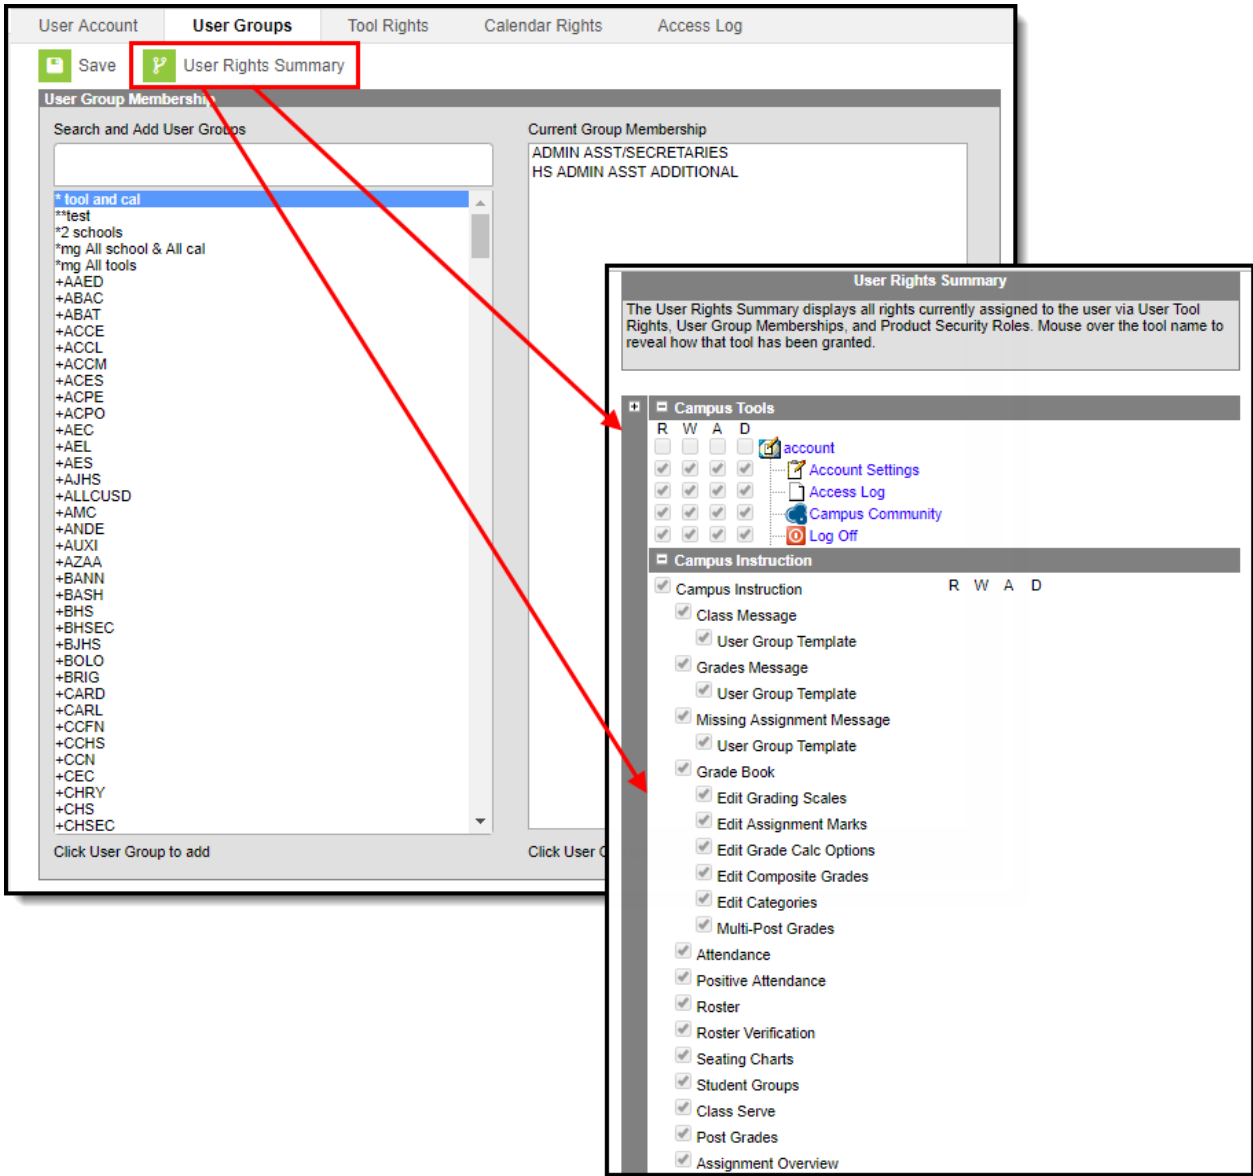 User Account User Groups Tool Rights Calendar Rights Access Log
Save User Rights Summary
User Group Membership
Search and Add User Groups
* tool and cal
**test
*2 schools
*mg All school & All cal
*mg All tools
+AAED
+ABAC
+ABAT
+ACCE
+ACCL
+ACCM
+ACES
+ACPE
+ACPO
+AEC
+AEL
+AES
+AJHS
+ALLCUSD
+AMC
+ANDE
+AUXI
+AZAA
+BANN
+BASH
+BHS
+BHSEC
+BJHS
+BOLO
+BRIG
+CARD
+CARL
+CCFN
+CCHS
+CCN
+CEC
+CHRY
+CHS
+CHSEC
Click User Group to add
Current Group Membership
ADMIN ASST/SECRETARIES
HS ADMIN ASST ADDITIONAL
Click User
User Rights Summary
The User Rights Summary displays all rights currently assigned to the user via User Tool
Rights, User Group Memberships, and Product Security Roles. Mouse over the tool name to
reveal how that tool has been granted.
Campus Tools
R W A D
account
Account Settings
Access Log
Campus Community
Log Off
Campus Instruction
Campus Instruction R W A D
Class Message
User Group Template
Grades Message
User Group Template
Missing Assignment Message
User Group Template
Grade Book
Edit Grading Scales
Edit Assignment Marks
Edit Grade Calc Options
Edit Composite Grades
Edit Categories
Multi-Post Grades
Attendance
Positive Attendance
Roster
Roster Verification
Seating Charts
Student Groups
Class Serve
Post Grades
Assignment Overview